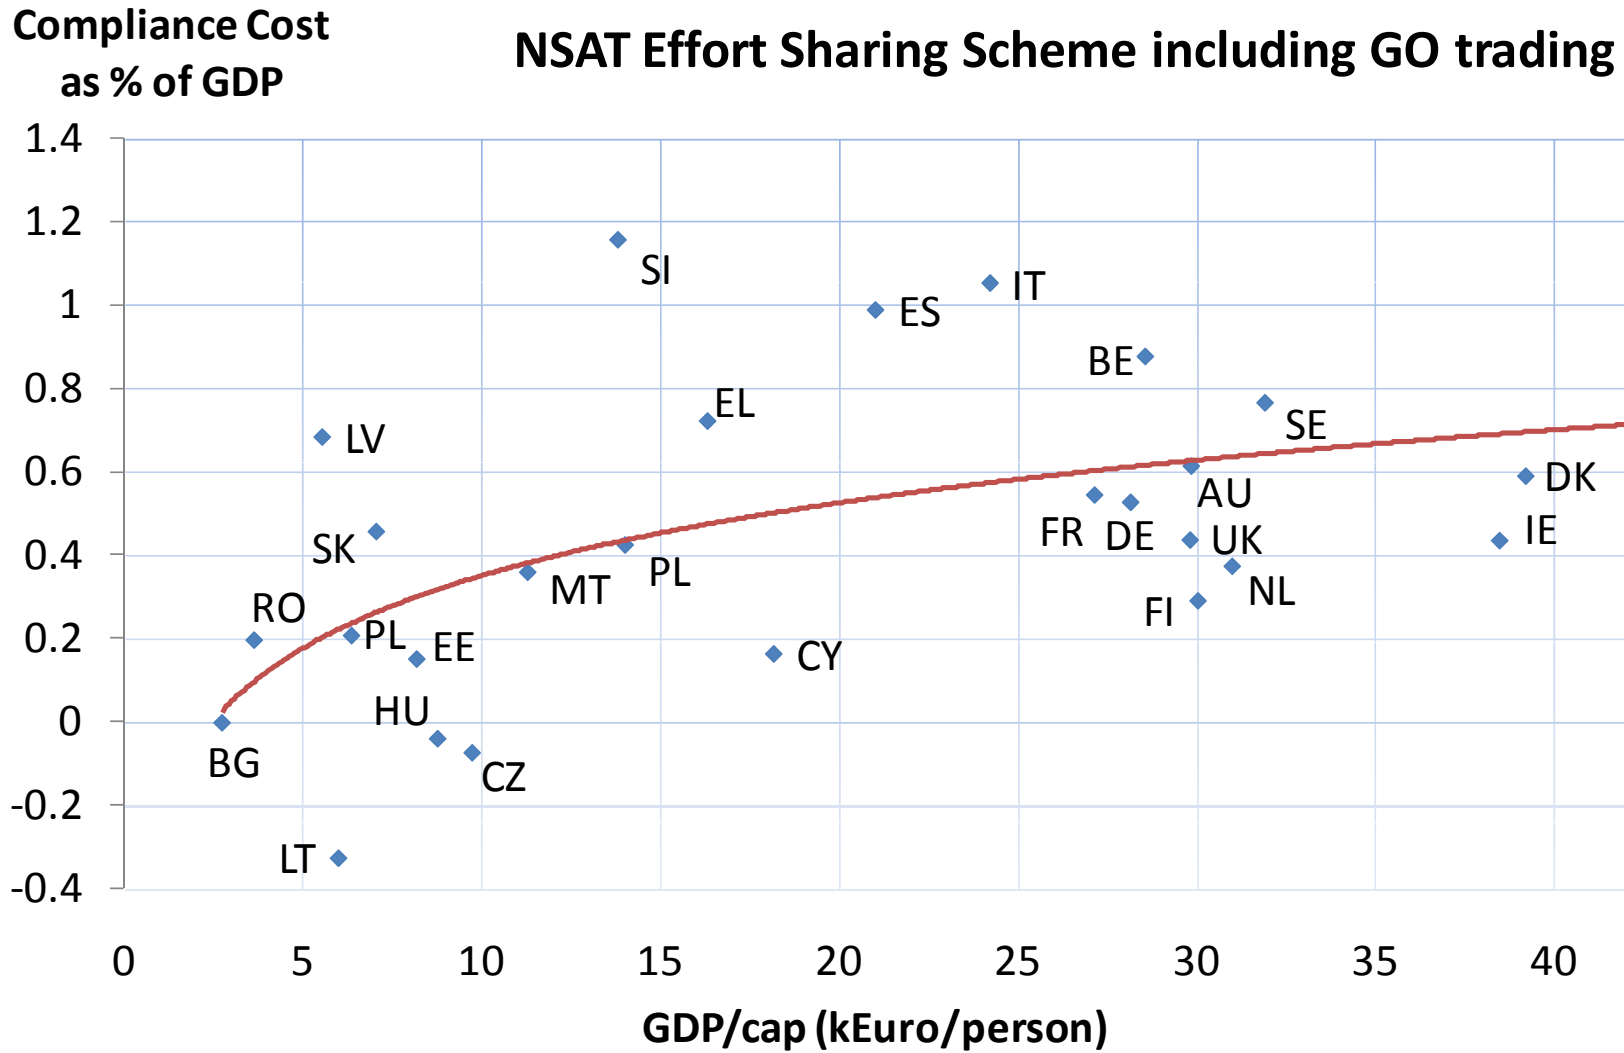 Compliance Cost
as % of GDP
NSAT Effort Sharing Scheme including GO trading
1.4
1.2
1
0.8
0.6
0.4
0.2
0
-0.2
-0.4
SI
IT
ES
BE
EL
SE
LV
DK
AU
IE
FR
DE
UK
SK
PL
MT
NL
FI
RO
PL
EE
CY
HU
BG
CZ
LT
0
5
10
15
20
25
30
35
40
GDP/cap (kEuro/person)